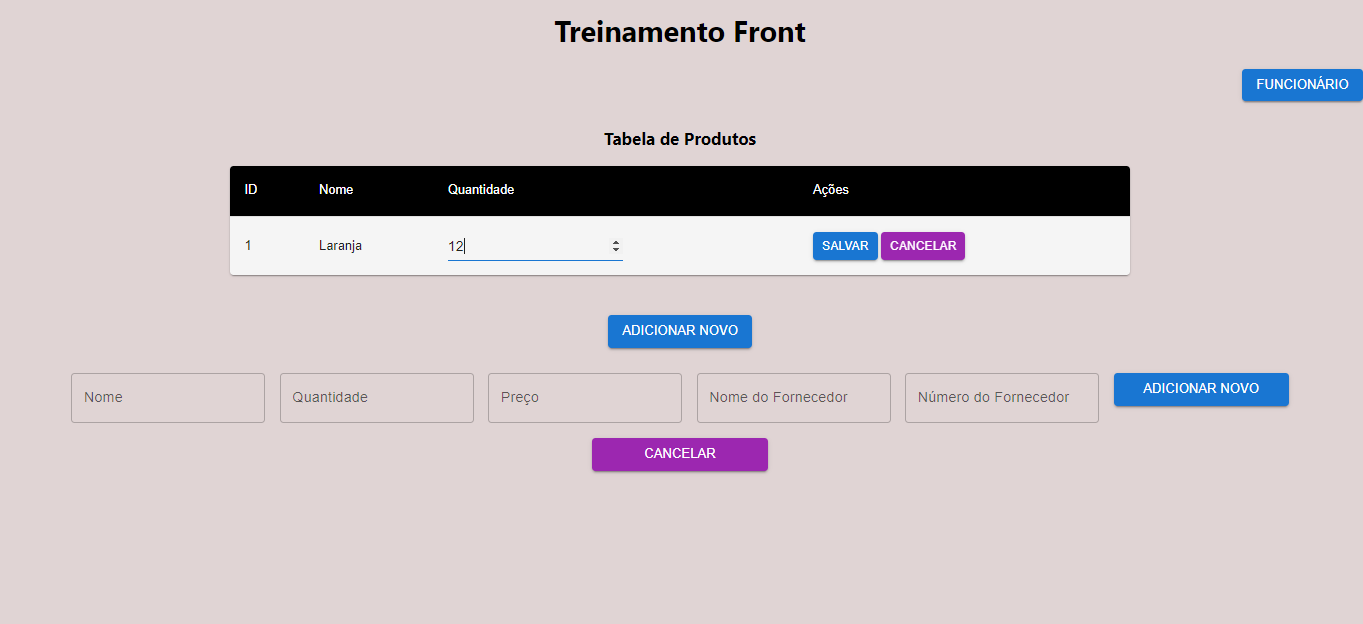 Treinamento Front
FUNCIONÁRIO
Tabela de Produtos
ID Nome Quantidade Ações
1 Laranja 12 SALVAR CANCELAR
ADICIONAR NOVO
Nome Quantidade Preço Nome do Fornecedor Número do Fornecedor ADICIONAR NOVO
CANCELAR